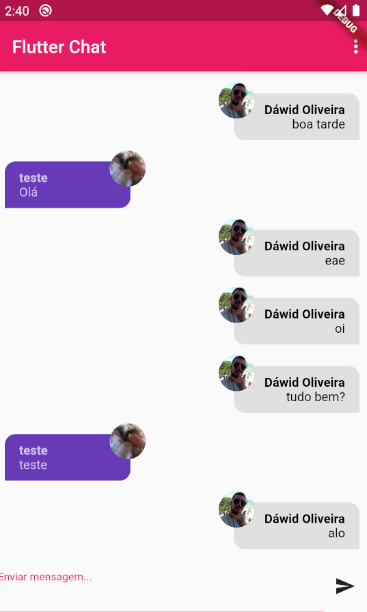 2:40
DEBUG
Flutter Chat
Dáwid Oliveira
boa tarde
teste
Olá
Dáwid Oliveira
eae
Dáwid Oliveira
oi
Dáwid Oliveira
tudo bem?
teste
teste
Dáwid Oliveira
alo
Enviar mensagem...